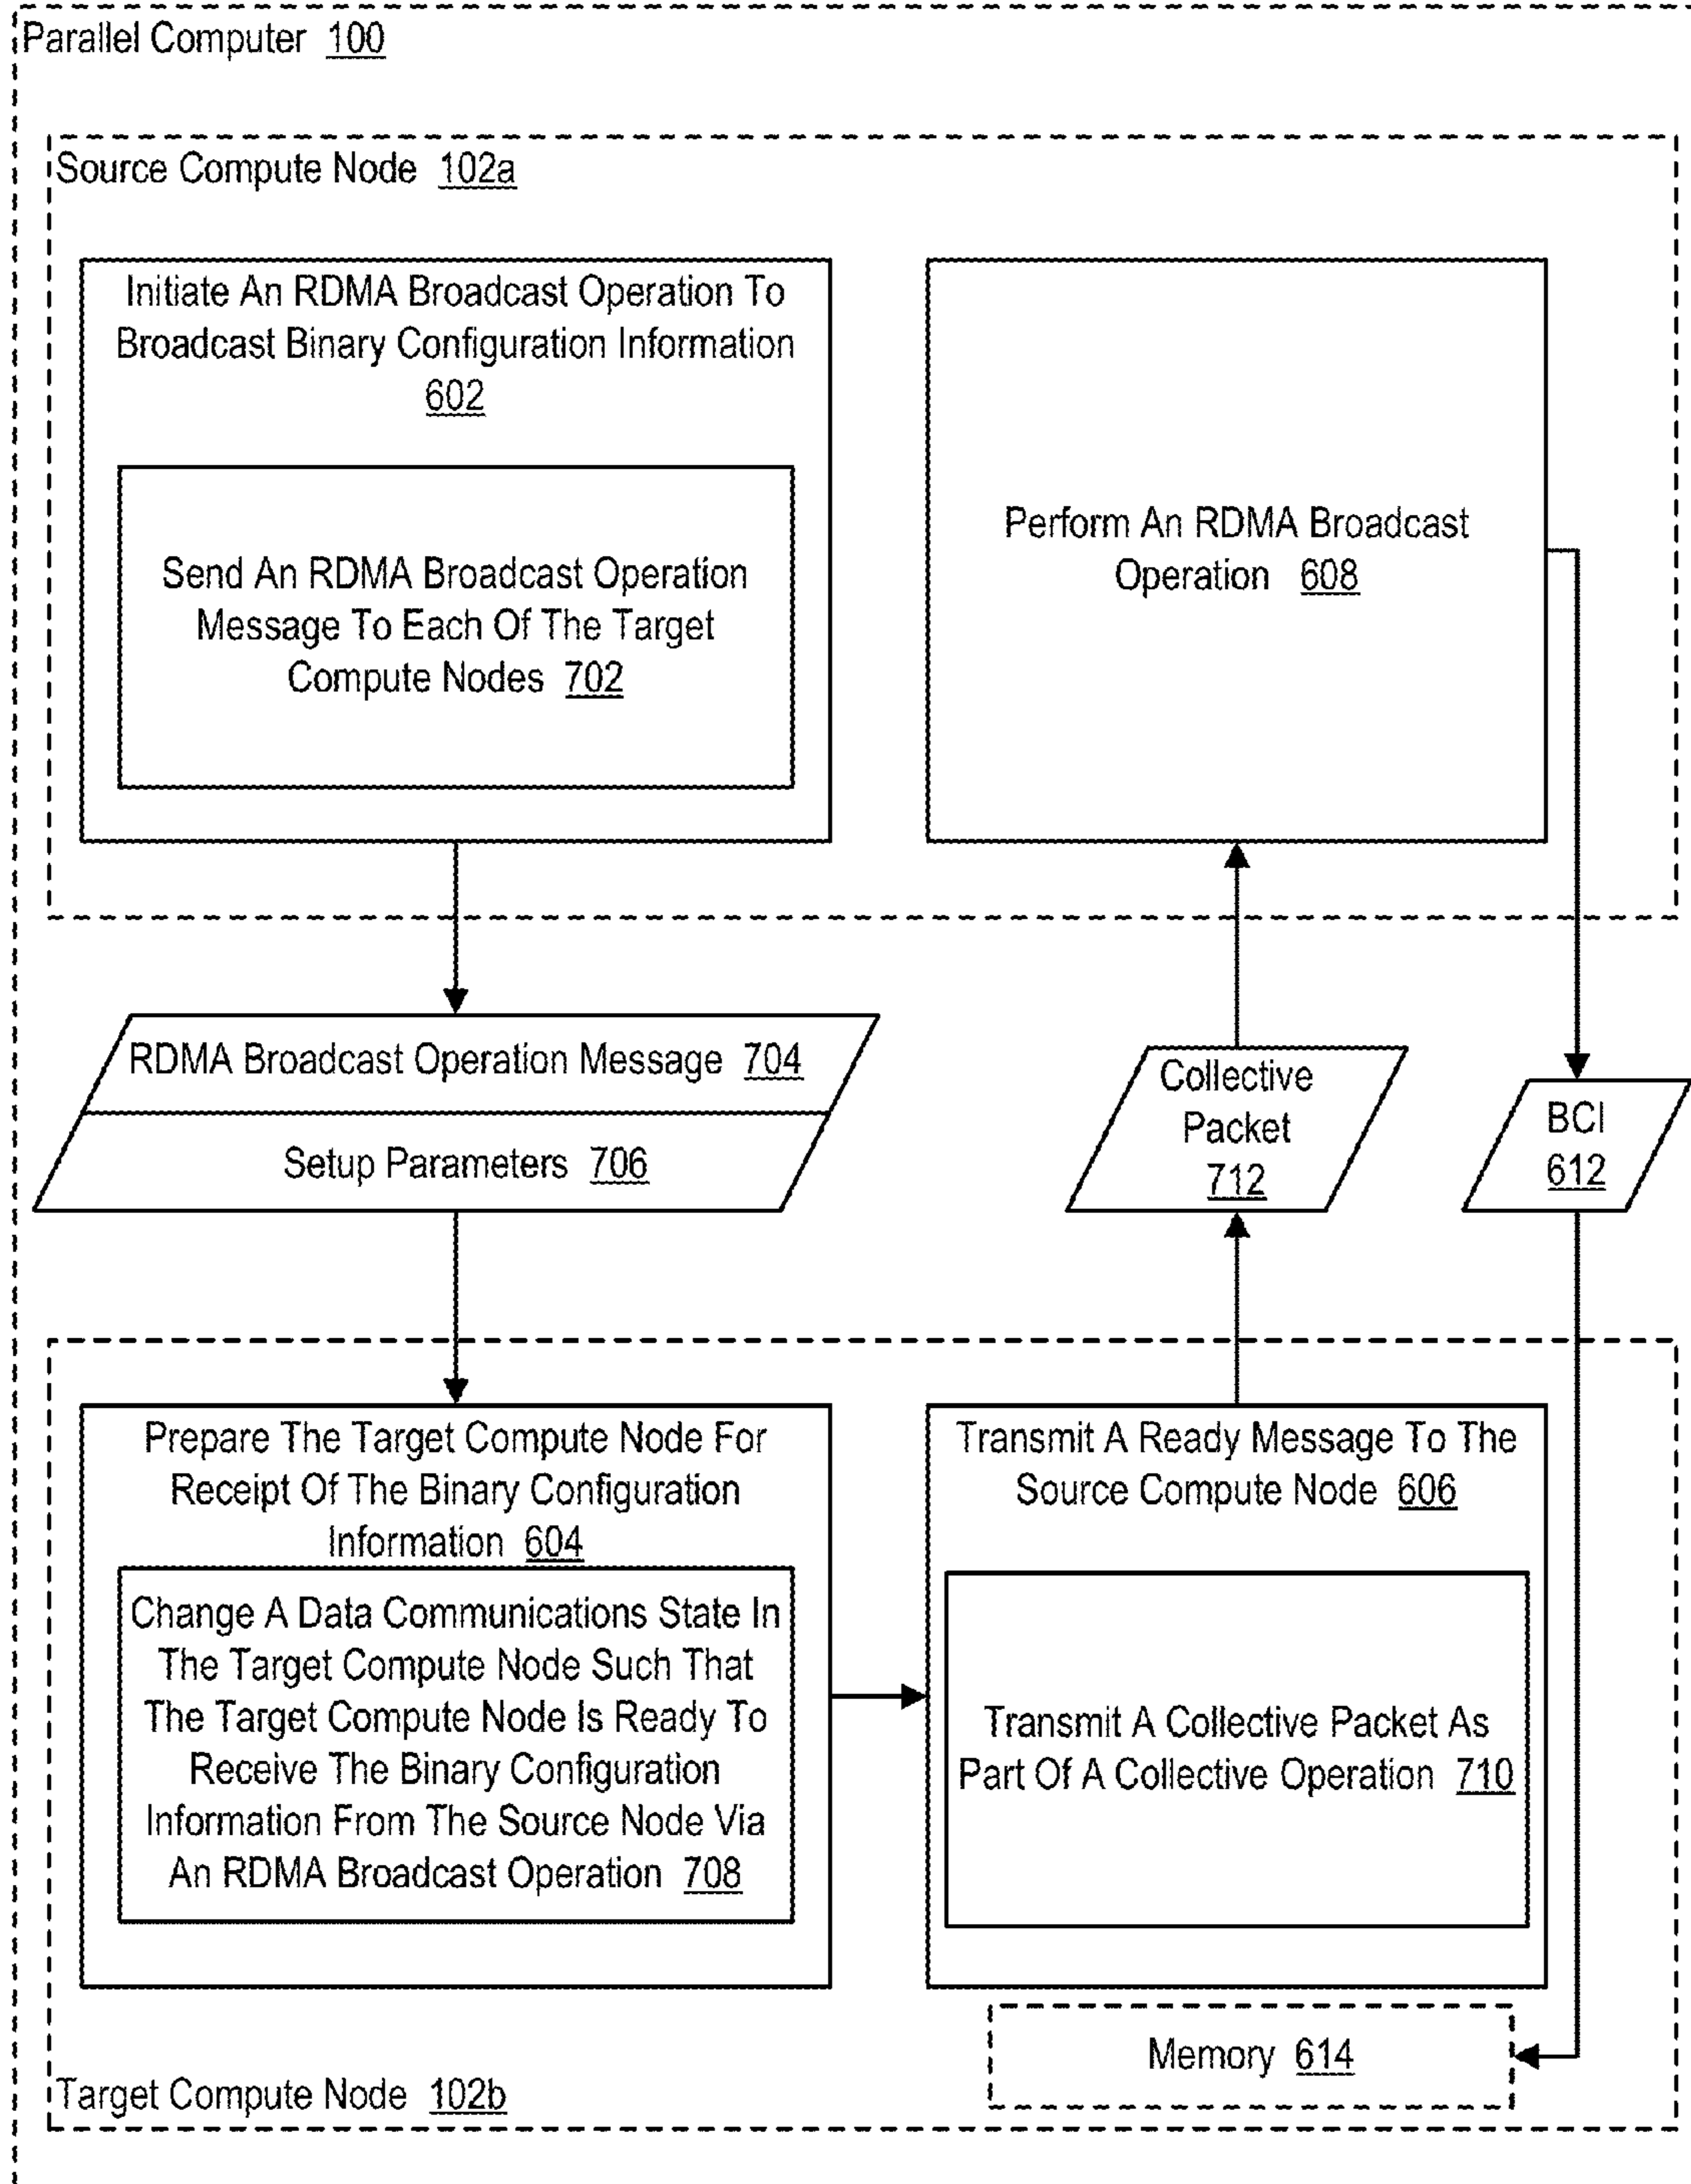 Parallel Computer 100
Source Compute Node 102a
Initiate An RDMA Broadcast Operation To
Broadcast Binary Configuration Information
602
Send An RDMA Broadcast Operation
Message To Each Of The Target
Compute Nodes 702
Perform An RDMA Broadcast
Operation 608
RDMA Broadcast Operation Message 704
Setup Parameters 706
Collective
Packet
712
BCI
612
Prepare The Target Compute Node For
Receipt Of The Binary Configuration
Information 604
Change A Data Communications State In
The Target Compute Node Such That
The Target Compute Node Is Ready To
Receive The Binary Configuration
Information From The Source Node Via
An RDMA Broadcast Operation 708
Transmit A Ready Message To The
Source Compute Node 606
Transmit A Collective Packet As
Part Of A Collective Operation 710
Memory 614
Target Compute Node 102b